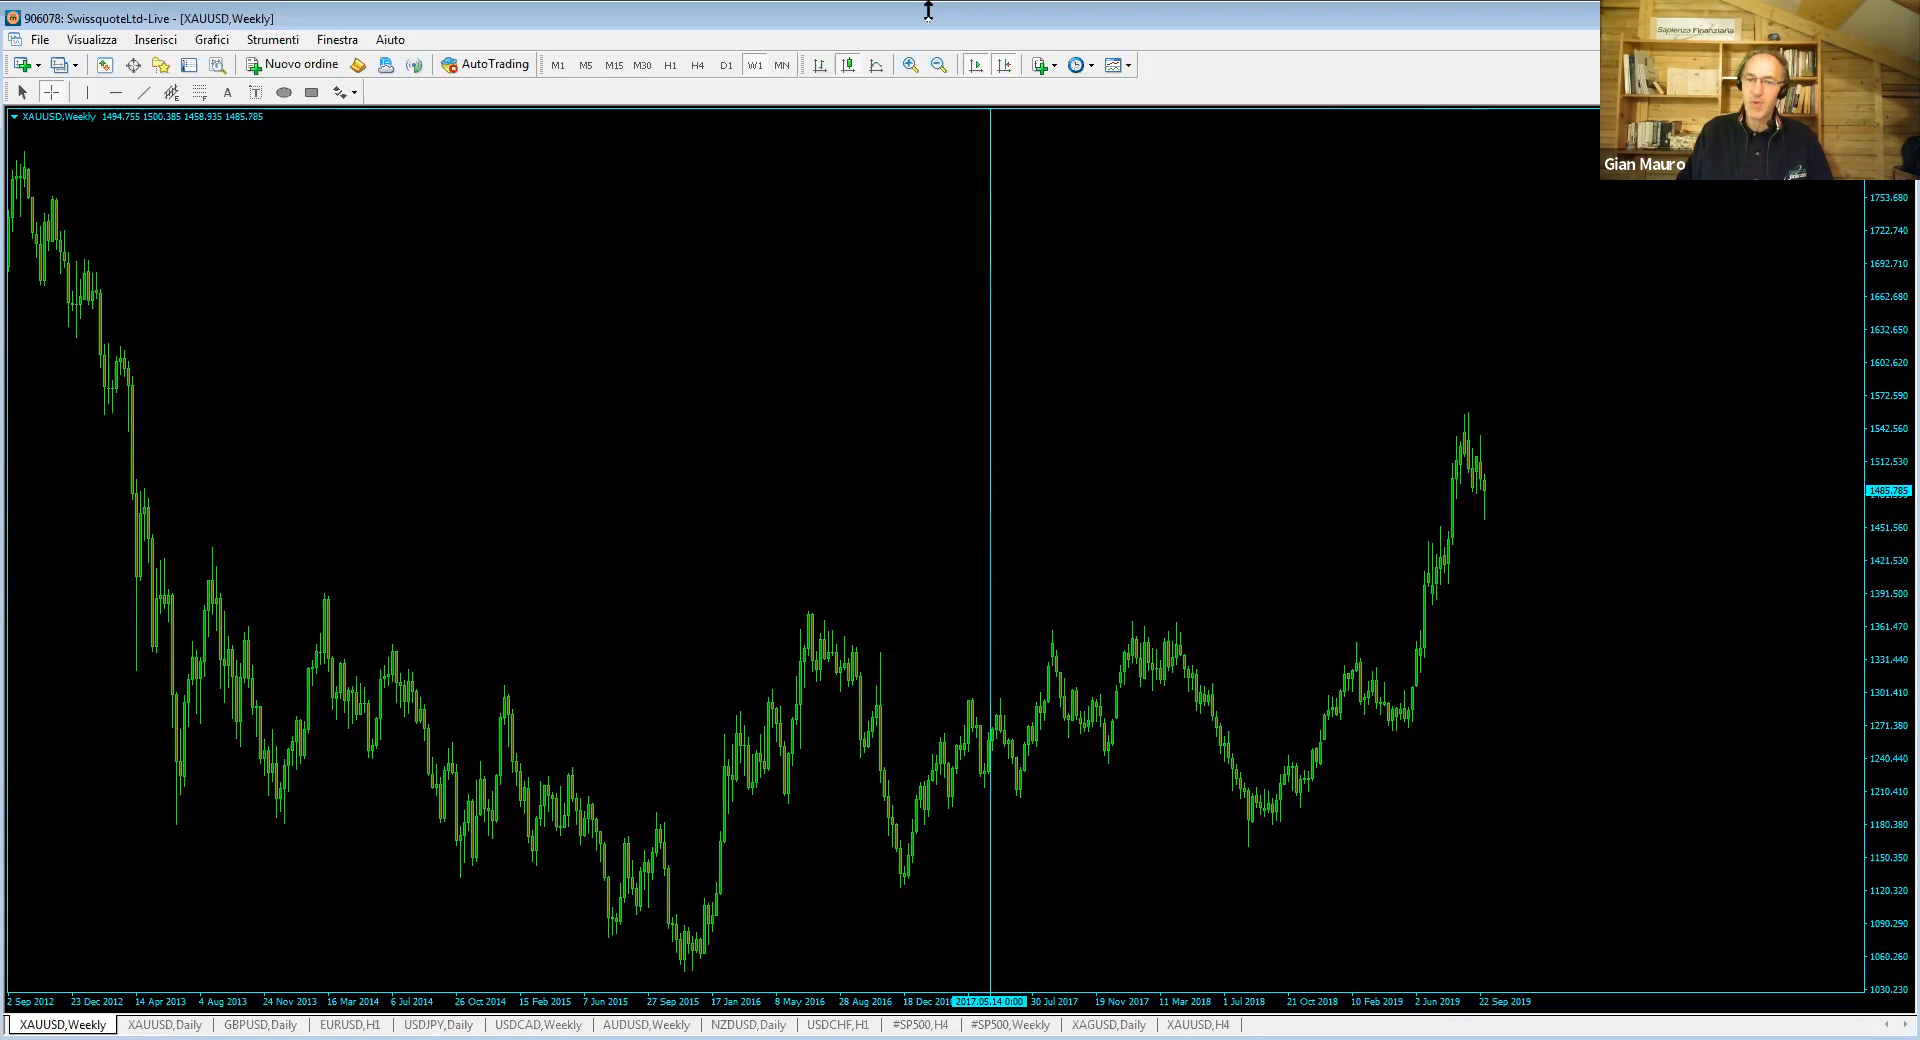 906078: SwissquoteLtd-Live - [XAUUSD,Weekly]
File Visualizza Inserisci Grafici Strumenti Finestra Aiuto
Nuovo ordine AutoTrading M1 M5 M15 M30 H1 H4 D1 W1 MN
A T
E F
XAUUSD,Weekly 1494.755 1500.385 1458.935 1485.785
Sapienza Finanziaria
Gian Mauro
1753.680
1722.740
1692.710
1662.680
1632.650
1602.620
1572.590
1542.560
1512.530
1485.785
1451.560
1421.530
1391.500
1361.470
1331.440
1301.410
1271.380
1240.440
1210.410
1180.380
1150.350
1120.320
1090.290
1060.260
1030.230
2 Sep 2012 23 Dec 2012 14 Apr 2013 4 Aug 2013 24 Nov 2013 16 Mar 2014 6 Jul 2014 26 Oct 2014 15 Feb 2015 7 Jun 2015 27 Sep 2015 17 Jan 2016 8 May 2016 28 Aug 2016 18 Dec 201 2017.05.14 0:00 30 Jul 2017 19 Nov 2017 11 Mar 2018 1 Jul 2018 21 Oct 2018 10 Feb 2019 2 Jun 2019 22 Sep 2019
XAUUSD,Weekly XAUUSD,Daily GBPUSD,Daily EURUSD,H1 USDJPY,Daily USDCAD,Weekly AUDUSD,Weekly NZDUSD,Daily USDCHF,H1 #SP500,H4 #SP500,Weekly XAGUSD,Daily XAUUSD,H4